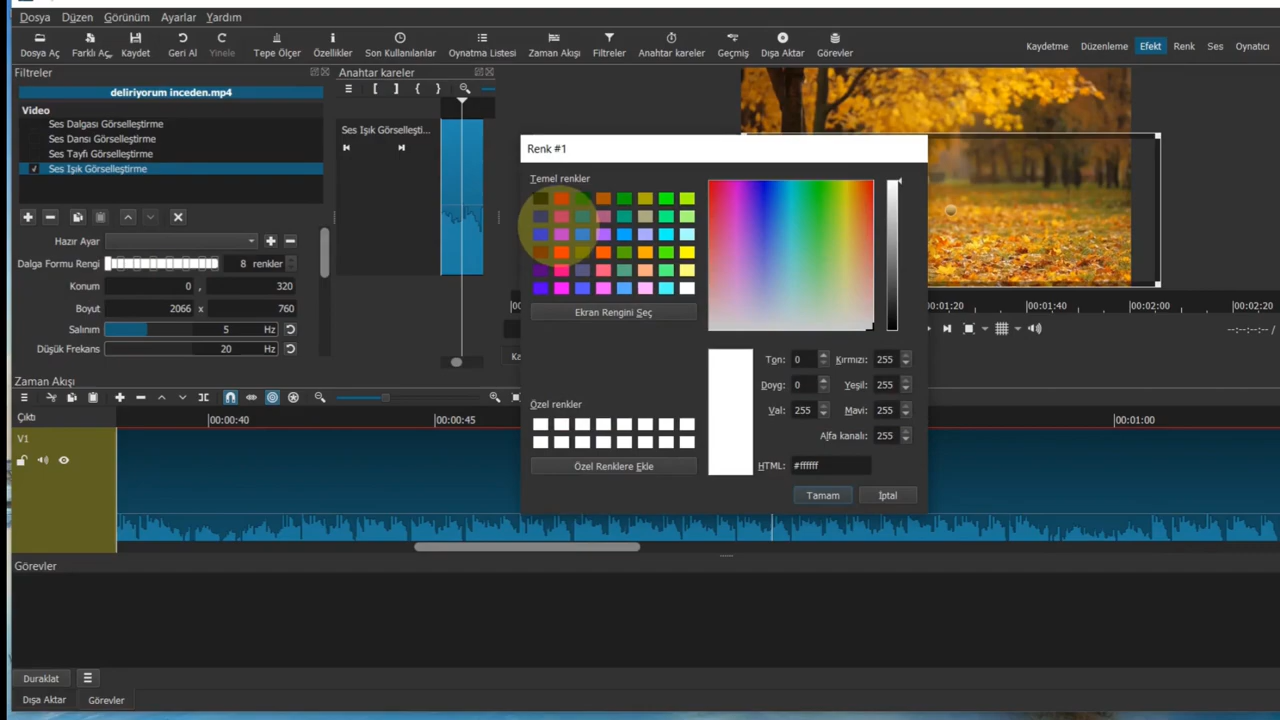 Dosya Düzen Görünüm Ayarlar Yardım
Dosya Aç Farklı Aç Kaydet Geri Al Yinele Tepe Ölçer Özellikler Son Kullanılanlar Oynatma Listesi Zaman Akışı Filtreler Anahtar kareler Geçmiş Dışa Aktar Görevler
Kaydetme Düzenleme Efekt Renk Ses Oynatıcı
Filtreler
deliriyorum inceden.mp4
Video
Ses Dalgası Görselleştirme
Ses Dansı Görselleştirme
Ses Tayfı Görselleştirme
Ses Işık Görselleştirme
Hazır Ayar
Dalga Formu Rengi 8 renkler
Konum 0 , 320
Boyut 2066 x 760
Salınım 5 Hz
Düşük Frekans 20 Hz
Anahtar kareler
Ses Işık Görselleşti...
Renk #1
Temel renkler
Ekran Rengini Seç
Özel renkler
Özel Renklere Ekle
Ton: 0 Kırmızı: 255
Doyg: 0 Yeşil: 255
Val: 255 Mavi: 255
Alfa kanalı: 255
HTML: #ffffff
Tamam İptal
00:01:20 00:01:40 00:02:00 00:02:20
--:--:--:--
Zaman Akışı
Çıktı 00:00:40 00:00:45 00:01:00
V1
Görevler
Duraklat
Dışa Aktar Görevler